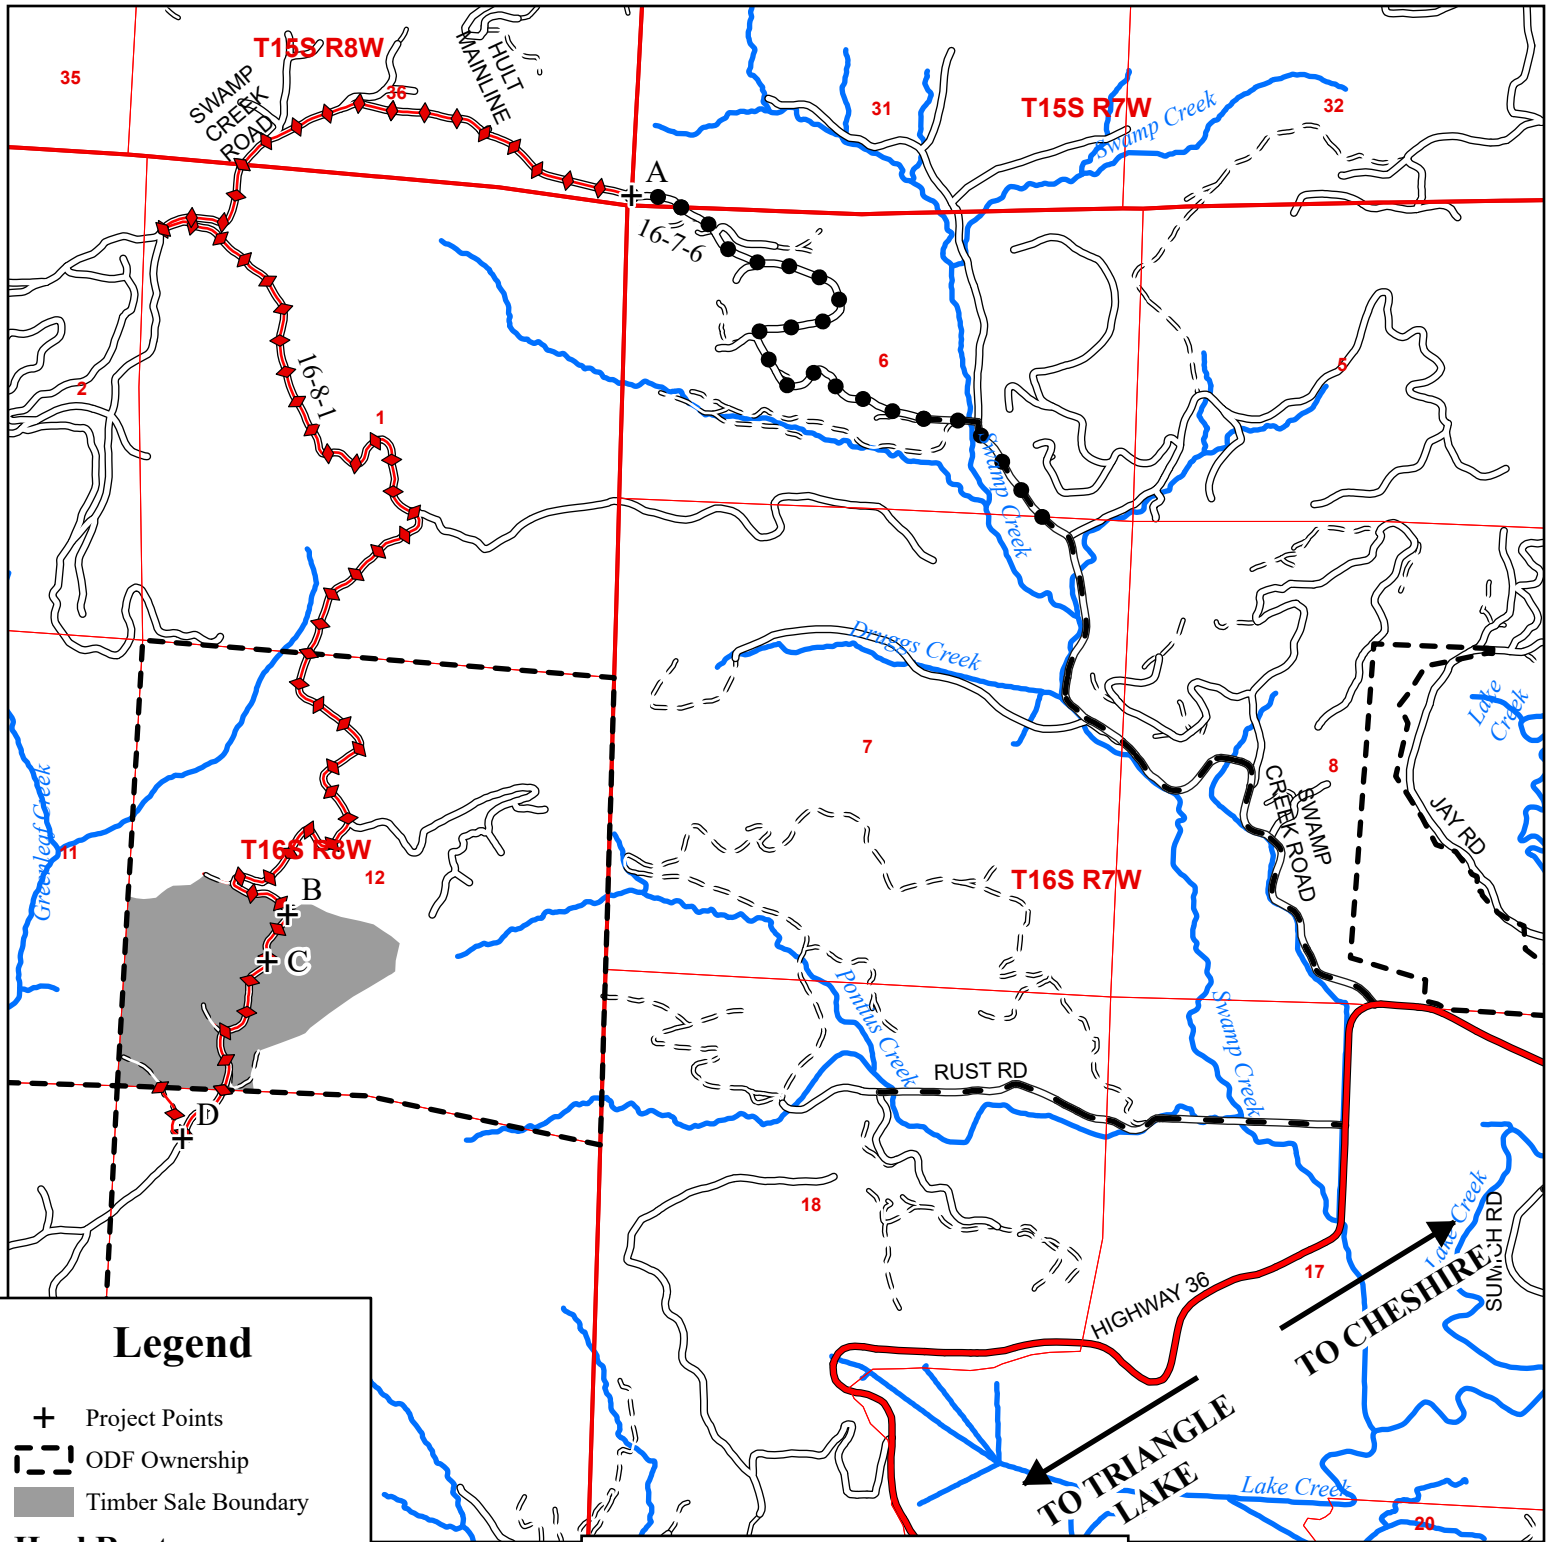 T15S R8W
35
36
SWAMP
CREEK
ROAD
HULT
MAINLINE
31
T15S R7W
32
Swamp Creek
A
16-7-6
2
16-8-1
1
6
5
Swamp Creek
Druggs Creek
7
8
Lake
Creek
JAY RD
SWAMP
CREEK ROAD
Greenleaf Creek
11
T16S R8W
12
B
C
D
T16S R7W
Pontius Creek
Swamp Creek
RUST RD
18
17
HIGHWAY 36
Lake Creek
SUMICH RD
TO CHESHIRE
TO TRIANGLE
LAKE
Lake Creek
20
Legend
Project Points
ODF Ownership
Timber Sale Boundary